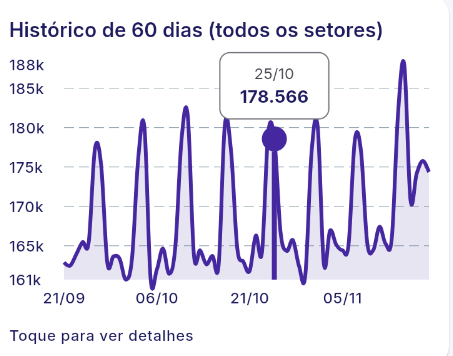 Histórico de 60 dias (todos os setores)
188k
25/10
185k
178.566
180k
175k
170k
165k
161k
21/09 06/10 21/10 05/11
Toque para ver detalhes